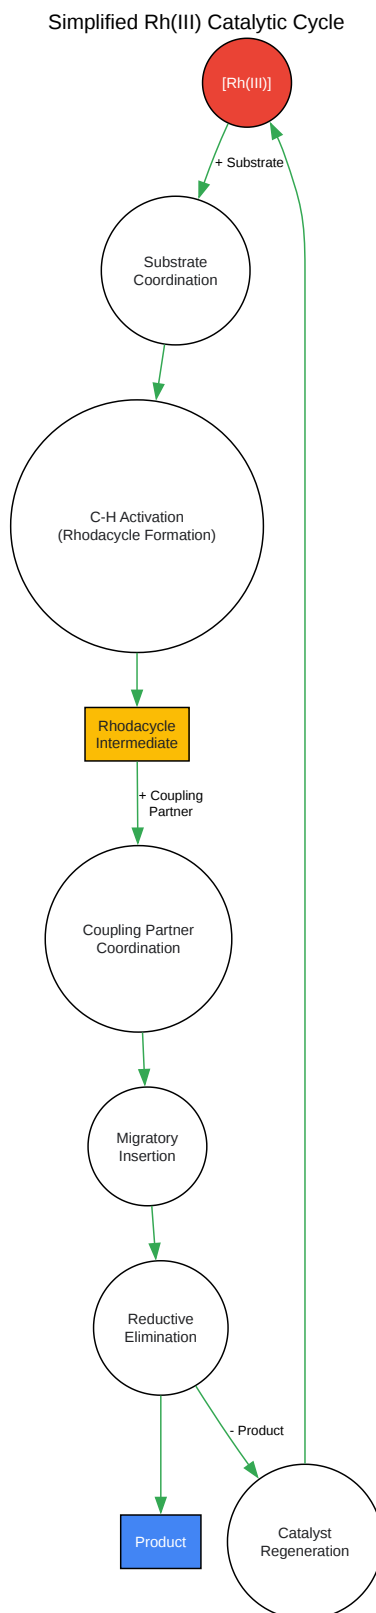 Simplified Rh(III) Catalytic Cycle
[Rh(III)]
+ Substrate
Substrate
Coordination
C-H Activation
(Rhodacycle Formation)
Rhodacycle
Intermediate
+ Coupling
Partner
Coupling Partner
Coordination
Migratory
Insertion
Reductive
Elimination
- Product
Product
Catalyst
Regeneration